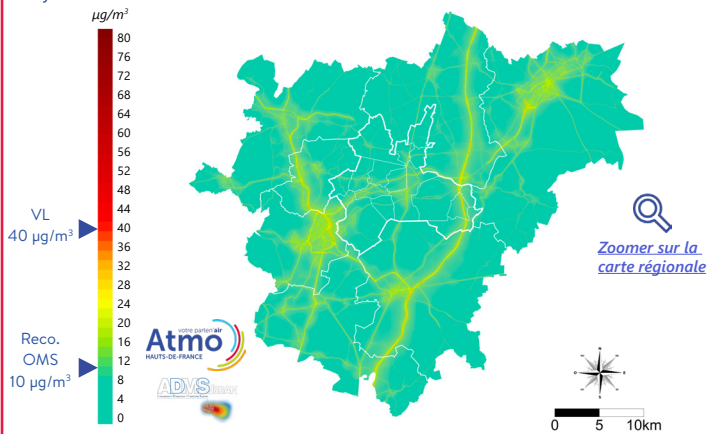 µg/m³
80
76
72
68
64
60
56
52
48
44
40
36
32
28
24
20
16
12
8
4
0
VL
40 µg/m³
Reco.
OMS
10 µg/m³
votre parten'air
Atmo
HAUTS-DE-FRANCE
ADMS
URBAN
Zoomer sur la
carte régionale
0 5 10km